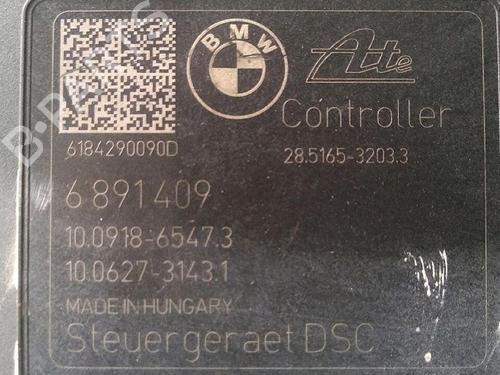 BMW
Ate
Controller
6184290090D
28.5165-3203.3
6 891 409
10.0918-6547.3
10.0627-3143.1
MADE IN HUNGARY
Steuergeraet DSC